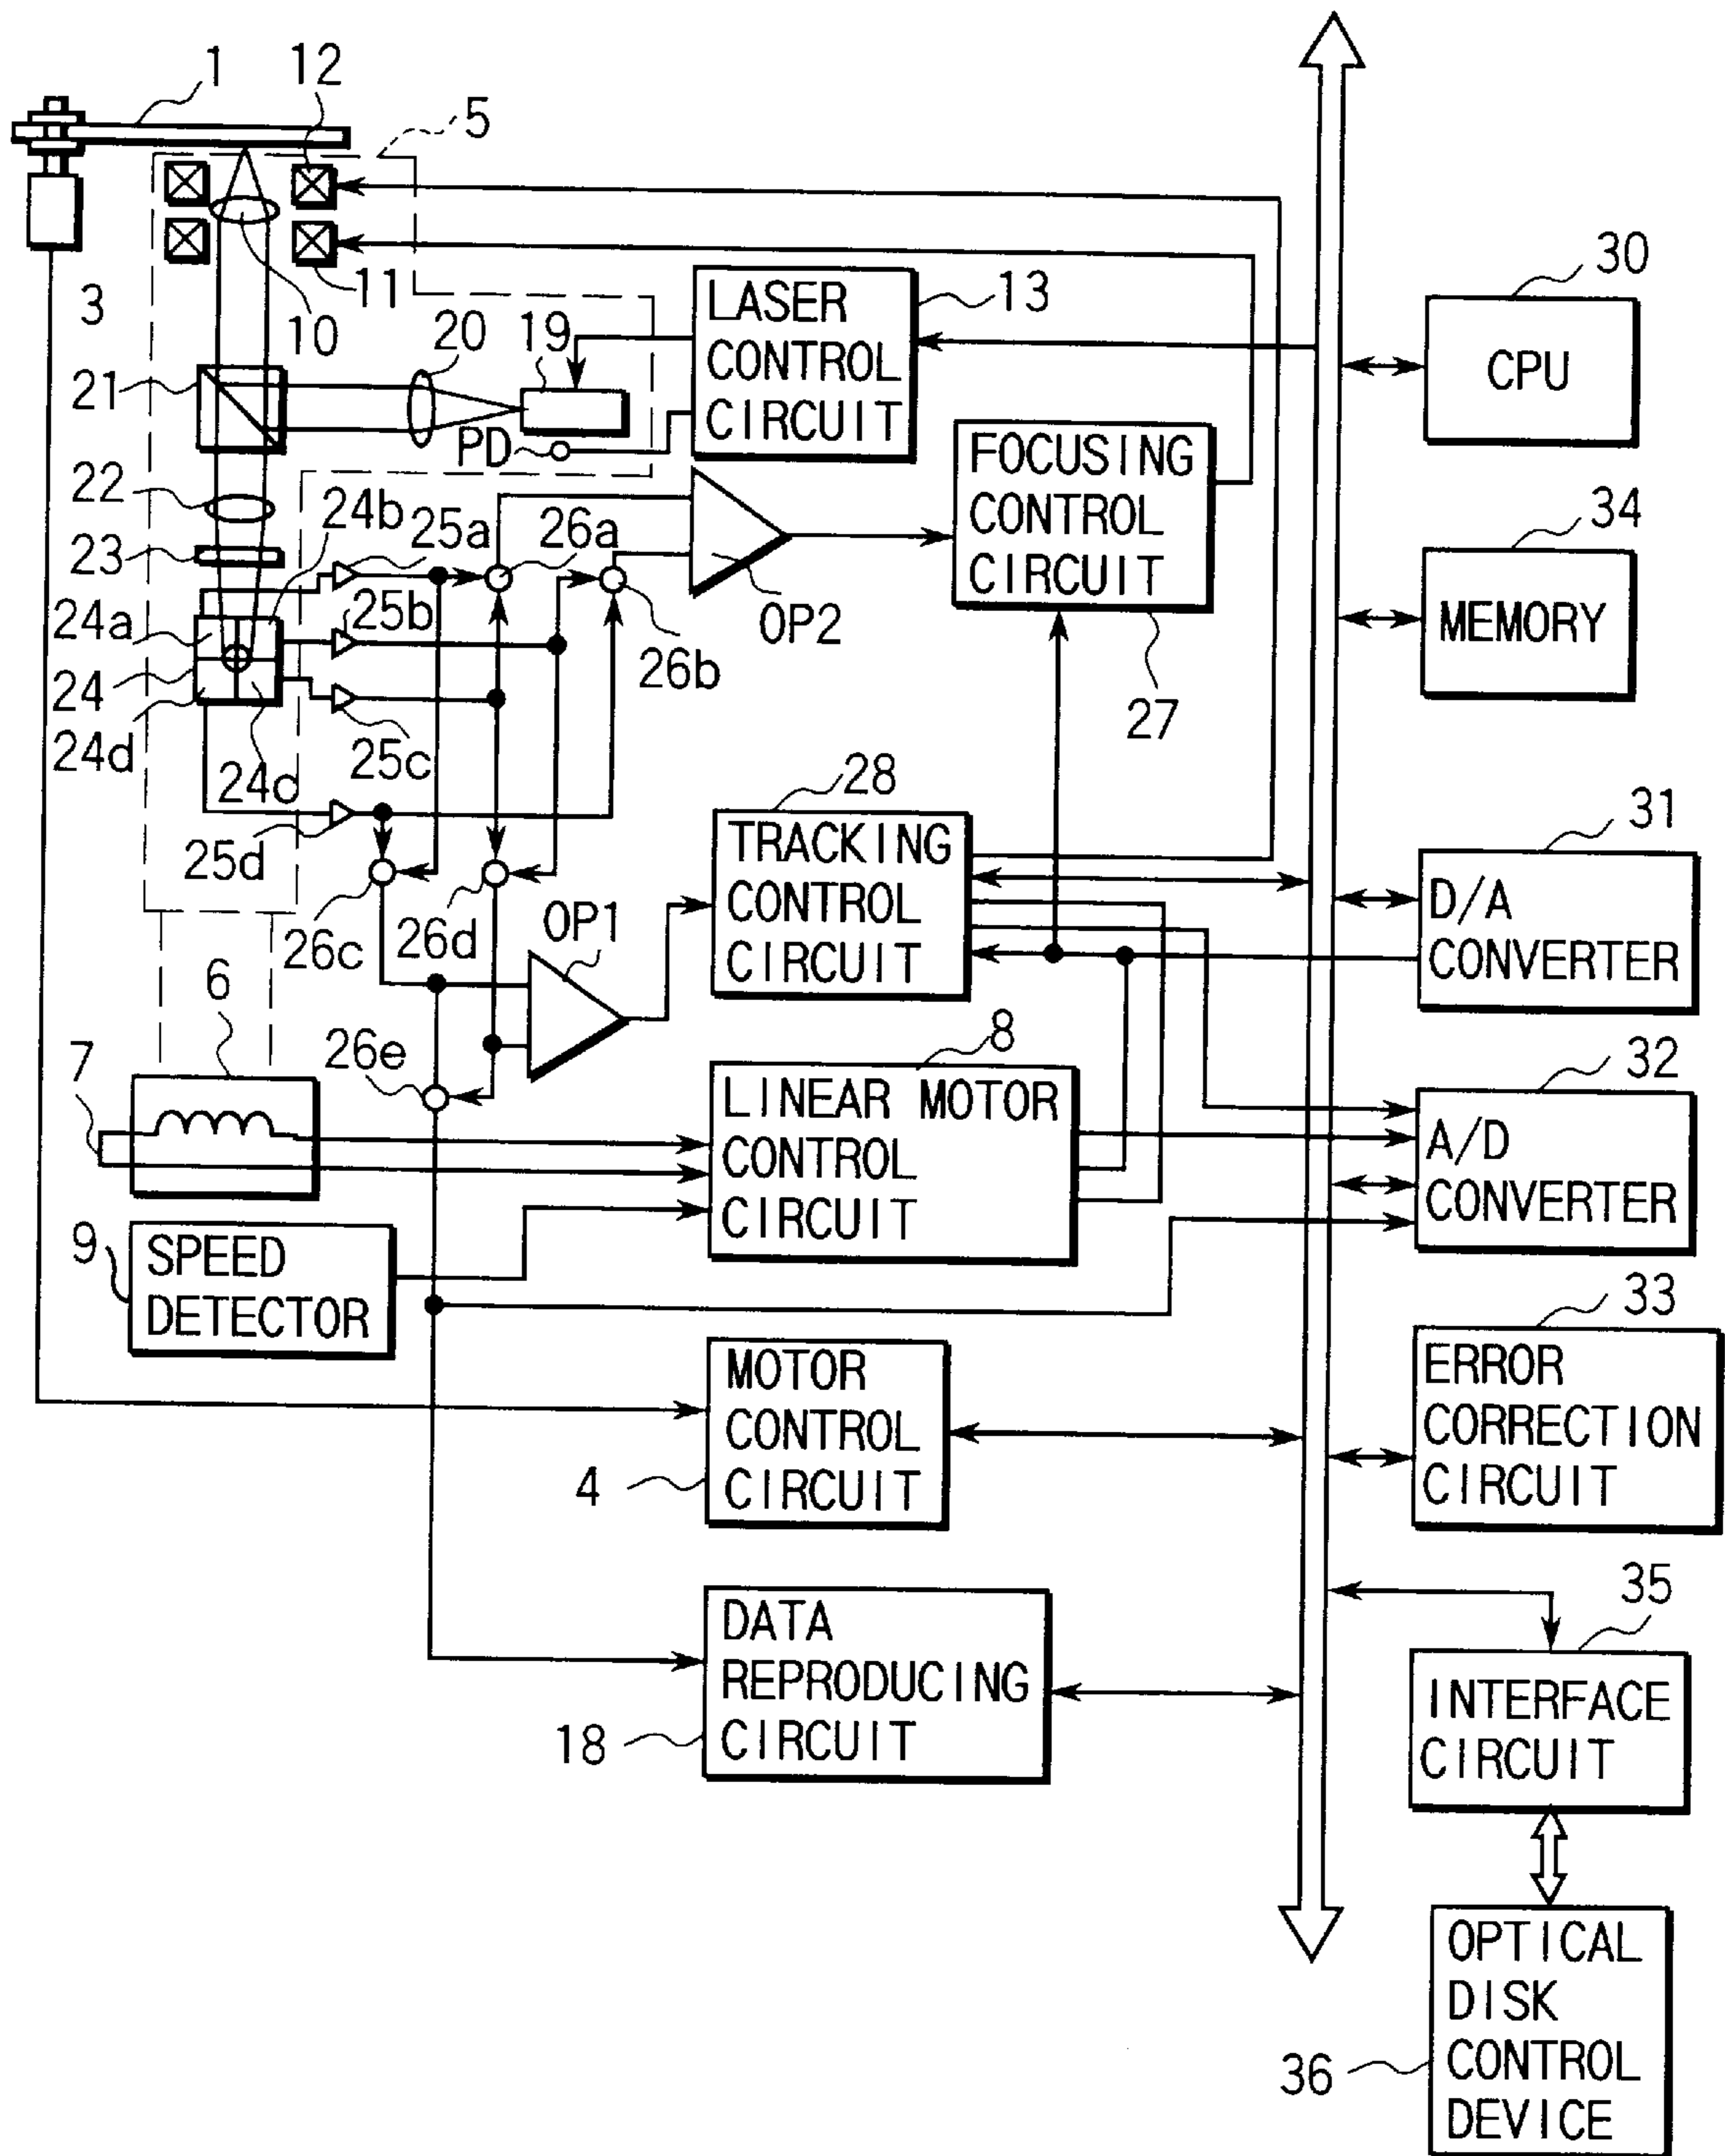 1
12
5
3
10
11
LASER
CONTROL
CIRCUIT
13
30
CPU
21
20
19
PD
FOCUSING
CONTROL
CIRCUIT
27
22
23
24b
25a
26a
OP2
34
MEMORY
24a
24
24d
24d
25b
25c
26b
25d
26c
26d
OP1
28
TRACKING
CONTROL
CIRCUIT
31
D/A
CONVERTER
6
7
26e
8
LINEAR MOTOR
CONTROL
CIRCUIT
32
A/D
CONVERTER
9
SPEED
DETECTOR
33
ERROR
CORRECTION
CIRCUIT
MOTOR
CONTROL
CIRCUIT
4
DATA
REPRODUCING
CIRCUIT
18
35
INTERFACE
CIRCUIT
OPTICAL
DISK
CONTROL
DEVICE
36